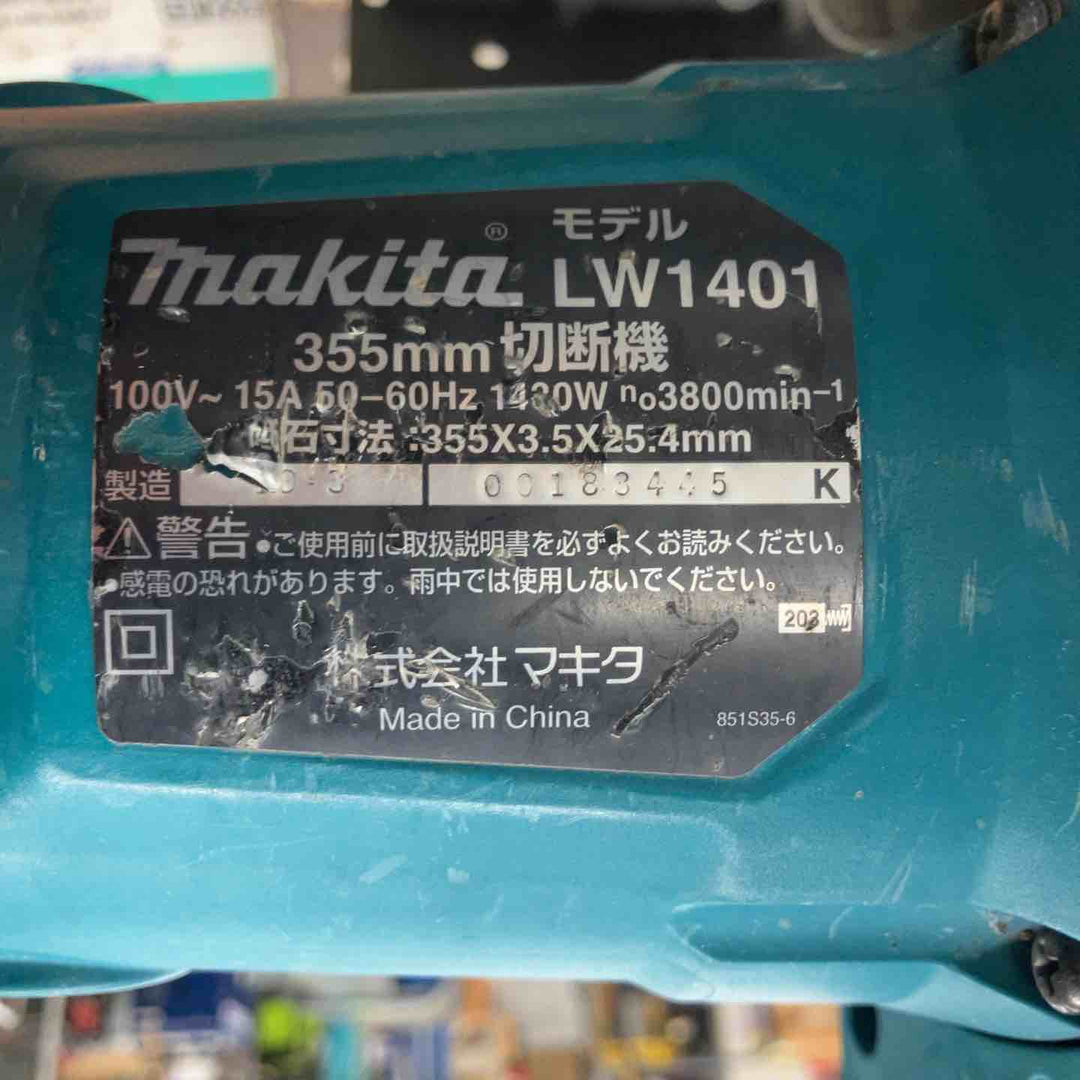 makita® モデル LW1401
355mm 切断機
100V~ 15A 50-60Hz 1430W n₀3800min⁻¹
石寸法:355X3.5X25.4mm
製造 00183445 K
⚠警告 ●ご使用前に取扱説明書を必ずよくお読みください。
●感電の恐れがあります。雨中では使用しないでください。
203
株式会社マキタ
Made in China
851S35-6